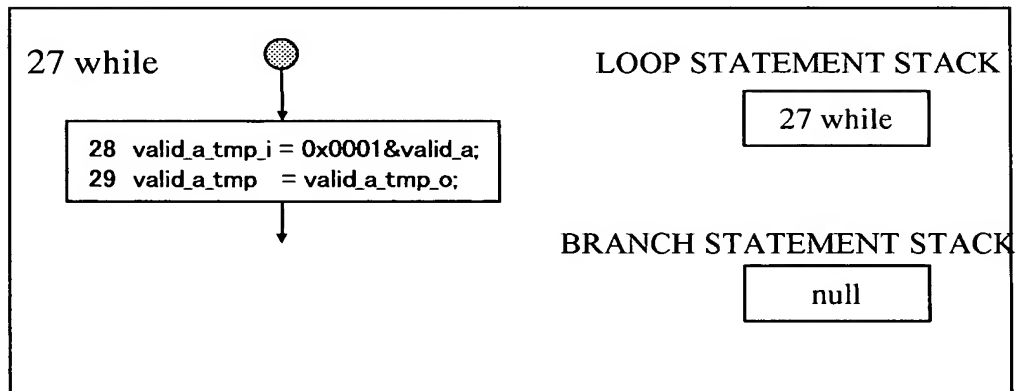 27 while
28 valid_a_tmp_i = 0x0001&valid_a;
29 valid_a_tmp = valid_a_tmp_o;
LOOP STATEMENT STACK
27 while
BRANCH STATEMENT STACK
null